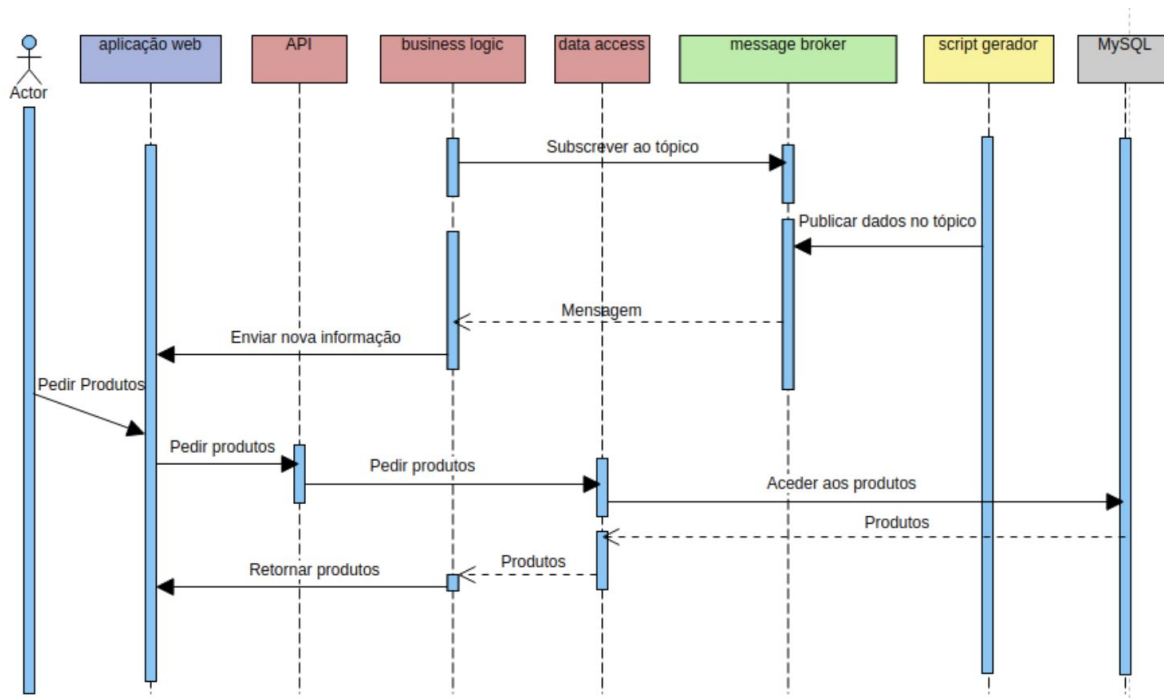 aplicação web
API
business logic
data access
message broker
script gerador
MySQL
Actor
Subscrever ao tópico
Publicar dados no tópico
Mensagem
Enviar nova informação
Pedir Produtos
Pedir produtos
Pedir produtos
Aceder aos produtos
Produtos
Produtos
Retornar produtos